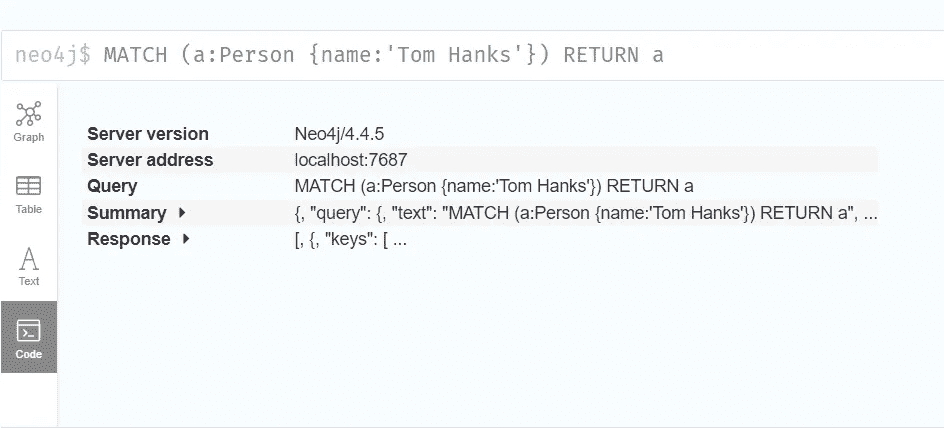 neo4j$ MATCH (a:Person {name:'Tom Hanks'}) RETURN a
Graph
Table
Text
Code
Server version Neo4j/4.4.5
Server address localhost:7687
Query MATCH (a:Person {name:'Tom Hanks'}) RETURN a
Summary {, "query": {, "text": "MATCH (a:Person {name:'Tom Hanks'}) RETURN a", ...
Response [, {, "keys": [ ...